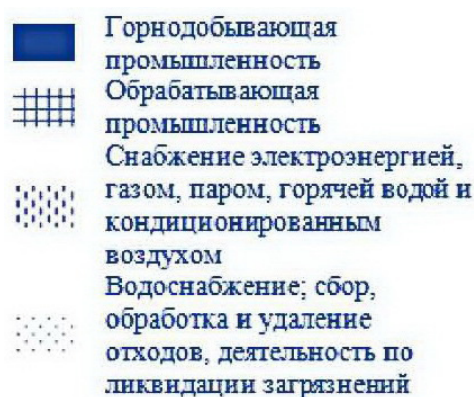 Горнодобывающая
промышленность
Обрабатывающая
промышленность
Снабжение электроэнергией,
газом, паром, горячей водой и
кондиционированным
воздухом
Водоснабжение; сбор,
обработка и удаление
отходов, деятельность по
ликвидации загрязнений